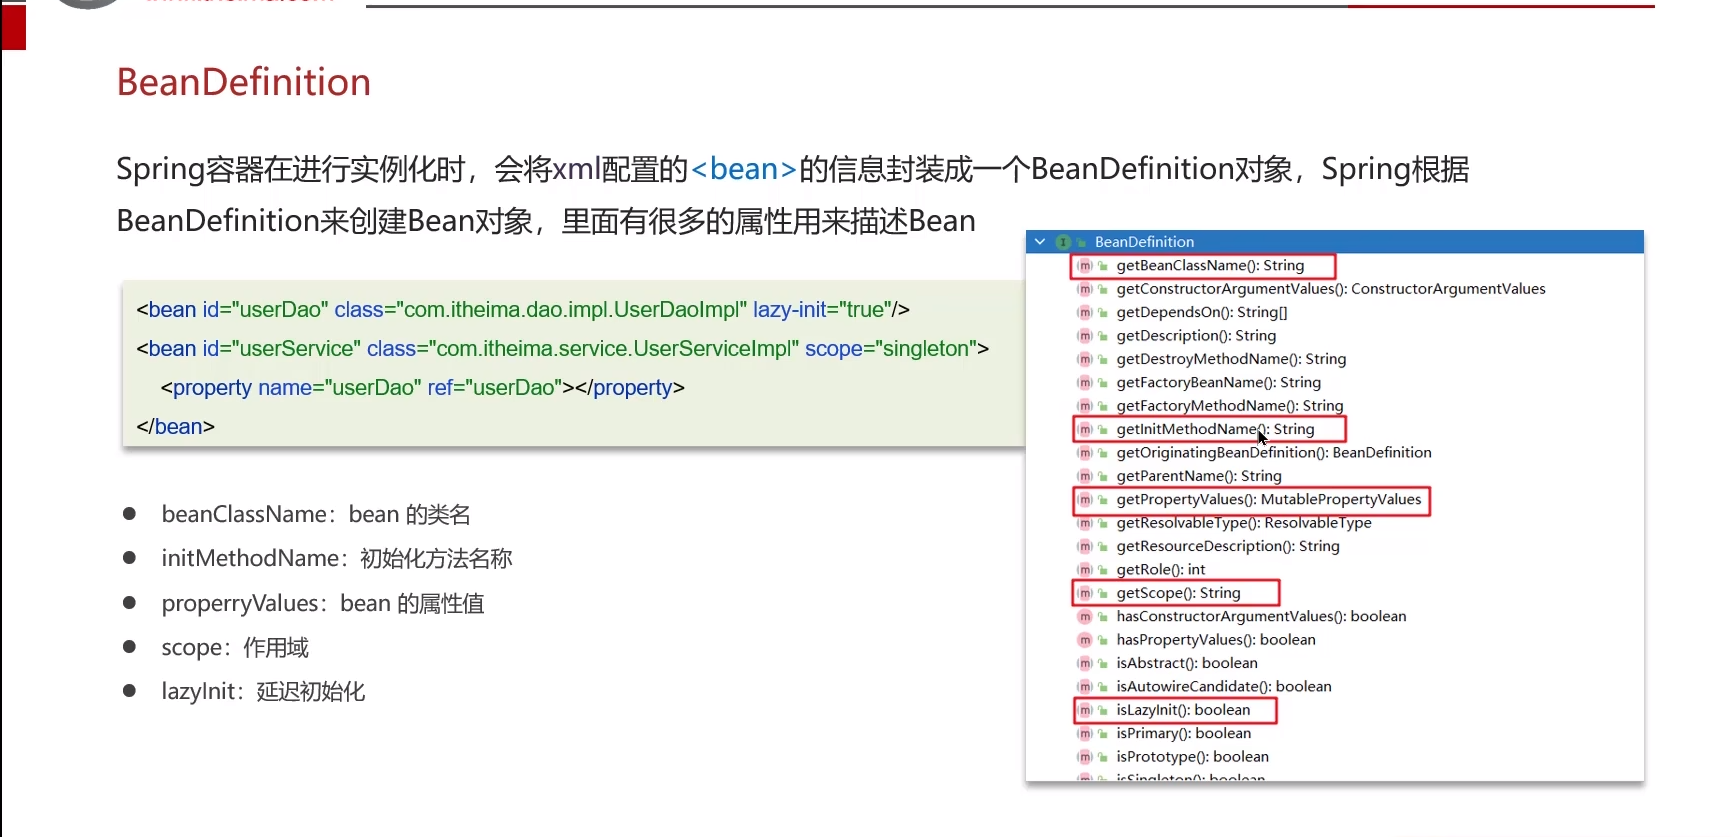 BeanDefinition
Spring容器在进行实例化时，会将xml配置的<bean>的信息封装成一个BeanDefinition对象，Spring根据
BeanDefinition来创建Bean对象，里面有很多的属性用来描述Bean
<bean id="userDao" class="com.itheima.dao.impl.UserDaoImpl" lazy-init="true"/>
<bean id="userService" class="com.itheima.service.UserServiceImpl" scope="singleton">
<property name="userDao" ref="userDao"></property>
</bean>
● beanClassName：bean 的类名
● initMethodName：初始化方法名称
● properryValues：bean 的属性值
● scope：作用域
● lazyInit：延迟初始化
BeanDefinition
getBeanClassName(): String
getConstructorArgumentValues(): ConstructorArgumentValues
getDependsOn(): String[]
getDescription(): String
getDestroyMethodName(): String
getFactoryBeanName(): String
getFactoryMethodName(): String
getInitMethodName(): String
getOriginatingBeanDefinition(): BeanDefinition
getParentName(): String
getPropertyValues(): MutablePropertyValues
getResolvableType(): ResolvableType
getResourceDescription(): String
getRole(): int
getScope(): String
hasConstructorArgumentValues(): boolean
hasPropertyValues(): boolean
isAbstract(): boolean
isAutowireCandidate(): boolean
isLazyInit(): boolean
isPrimary(): boolean
isPrototype(): boolean
isSingleton(): boolean